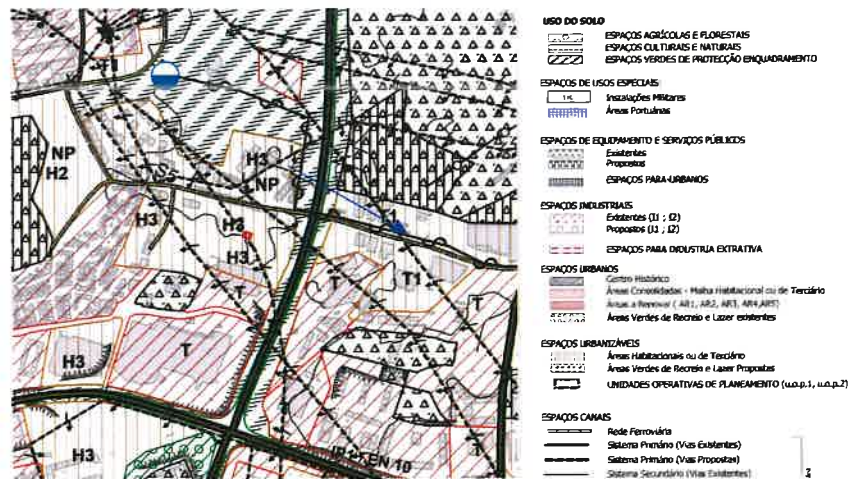 NP
H2
H3
NP
H3
H3
H3
T
T
T1
T
H3
T
H3
IP1-EN 10
USO DO SOLO
ESPAÇOS AGRÍCOLAS E FLORESTAIS
ESPAÇOS CULTURAIS E NATURAIS
ESPAÇOS VERDES DE PROTECÇÃO ENQUADRAMENTO
ESPAÇOS DE USOS ESPECIAIS
Instalações Militares
Áreas Portuárias
ESPAÇOS DE EQUIPAMENTO E SERVIÇOS PÚBLICOS
Existentes
Propostos
ESPAÇOS PARA-URBANOS
ESPAÇOS INDUSTRIAIS
Existentes (I1 ; I2)
Propostos (I1 ; I2)
ESPAÇOS PARA INDUSTRIA EXTRATIVA
ESPAÇOS URBANOS
Centro Histórico
Áreas Consolidadas - Malha Habitacional ou de Terciário
Áreas a Renovar ( AR1, AR2, AR3, AR4,AR5)
Áreas Verdes de Recreio e Lazer existentes
ESPAÇOS URBANIZÁVEIS
Áreas Habitacionais ou de Terciário
Áreas Verdes de Recreio e Lazer Propostas
UNIDADES OPERATIVAS DE PLANEAMENTO (u.o.p.1, u.o.p.2)
ESPAÇOS CANAIS
Rede Ferroviária
Sistema Primário (Vias Existentes)
Sistema Primário (Vias Propostas)
Sistema Secundário (Vias Existentes)